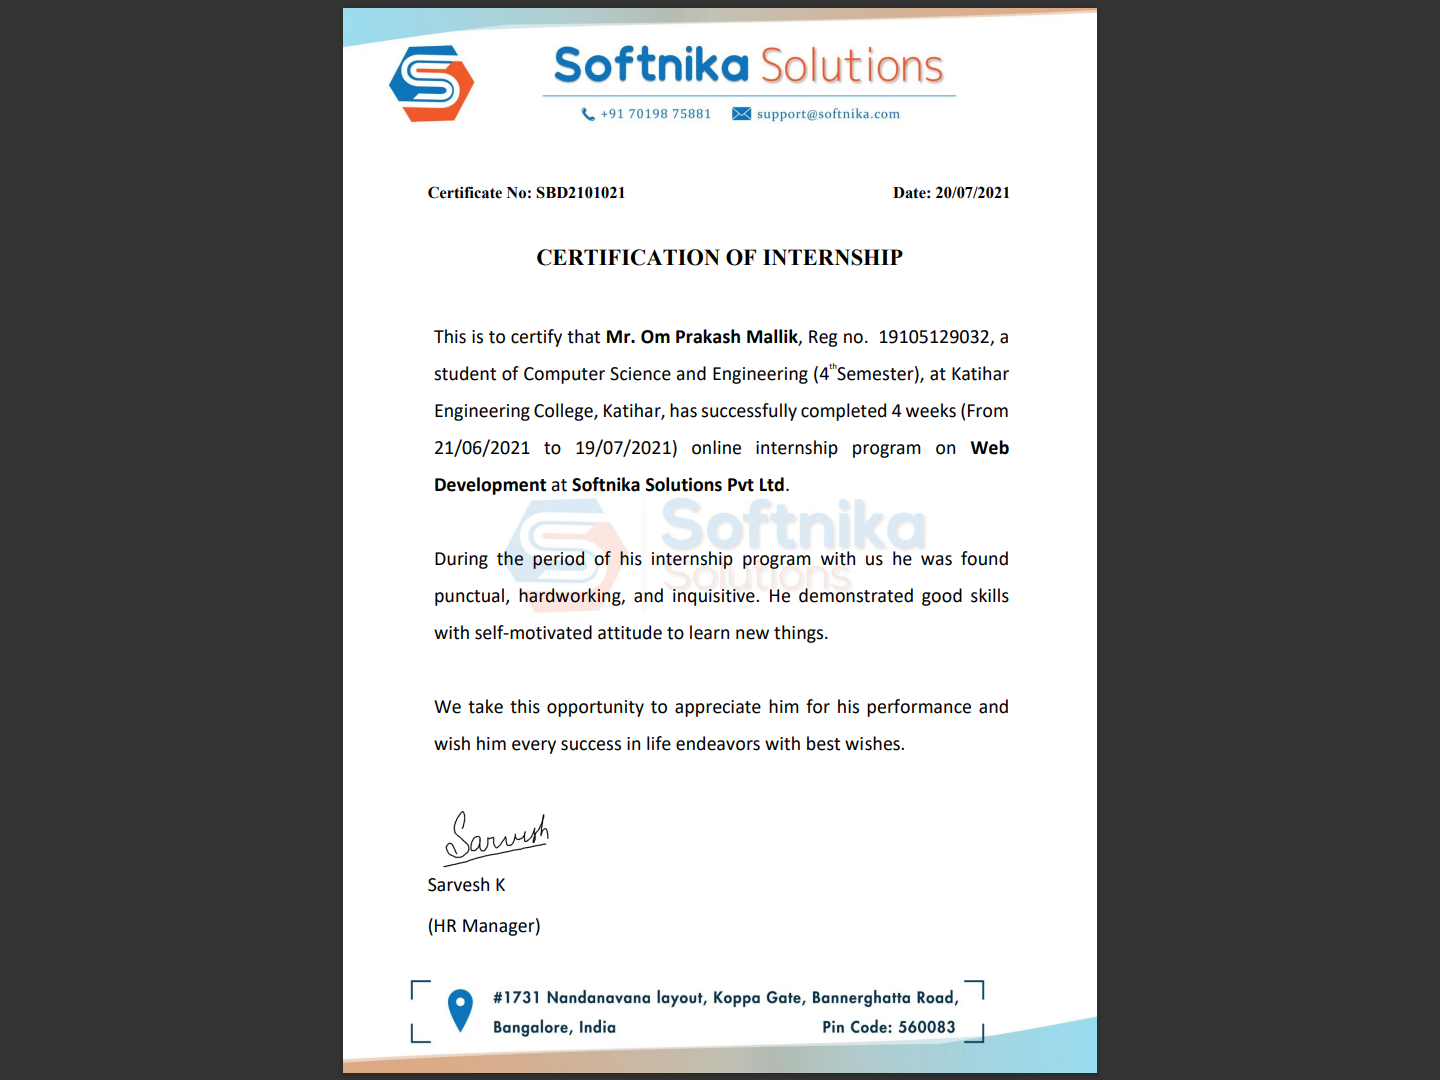 Softnika Solutions
+91 70198 75881 support@softnika.com
Certificate No: SBD2101021 Date: 20/07/2021
CERTIFICATION OF INTERNSHIP
This is to certify that Mr. Om Prakash Mallik, Reg no. 19105129032, a
student of Computer Science and Engineering (4thSemester), at Katihar
Engineering College, Katihar, has successfully completed 4 weeks (From
21/06/2021 to 19/07/2021) online internship program on Web
Development at Softnika Solutions Pvt Ltd.
Softnika
Solutions
During the period of his internship program with us he was found
punctual, hardworking, and inquisitive. He demonstrated good skills
with self-motivated attitude to learn new things.
We take this opportunity to appreciate him for his performance and
wish him every success in life endeavors with best wishes.
Sarvesh
Sarvesh K
(HR Manager)
#1731 Nandanavana layout, Koppa Gate, Bannerghatta Road,
Bangalore, India Pin Code: 560083